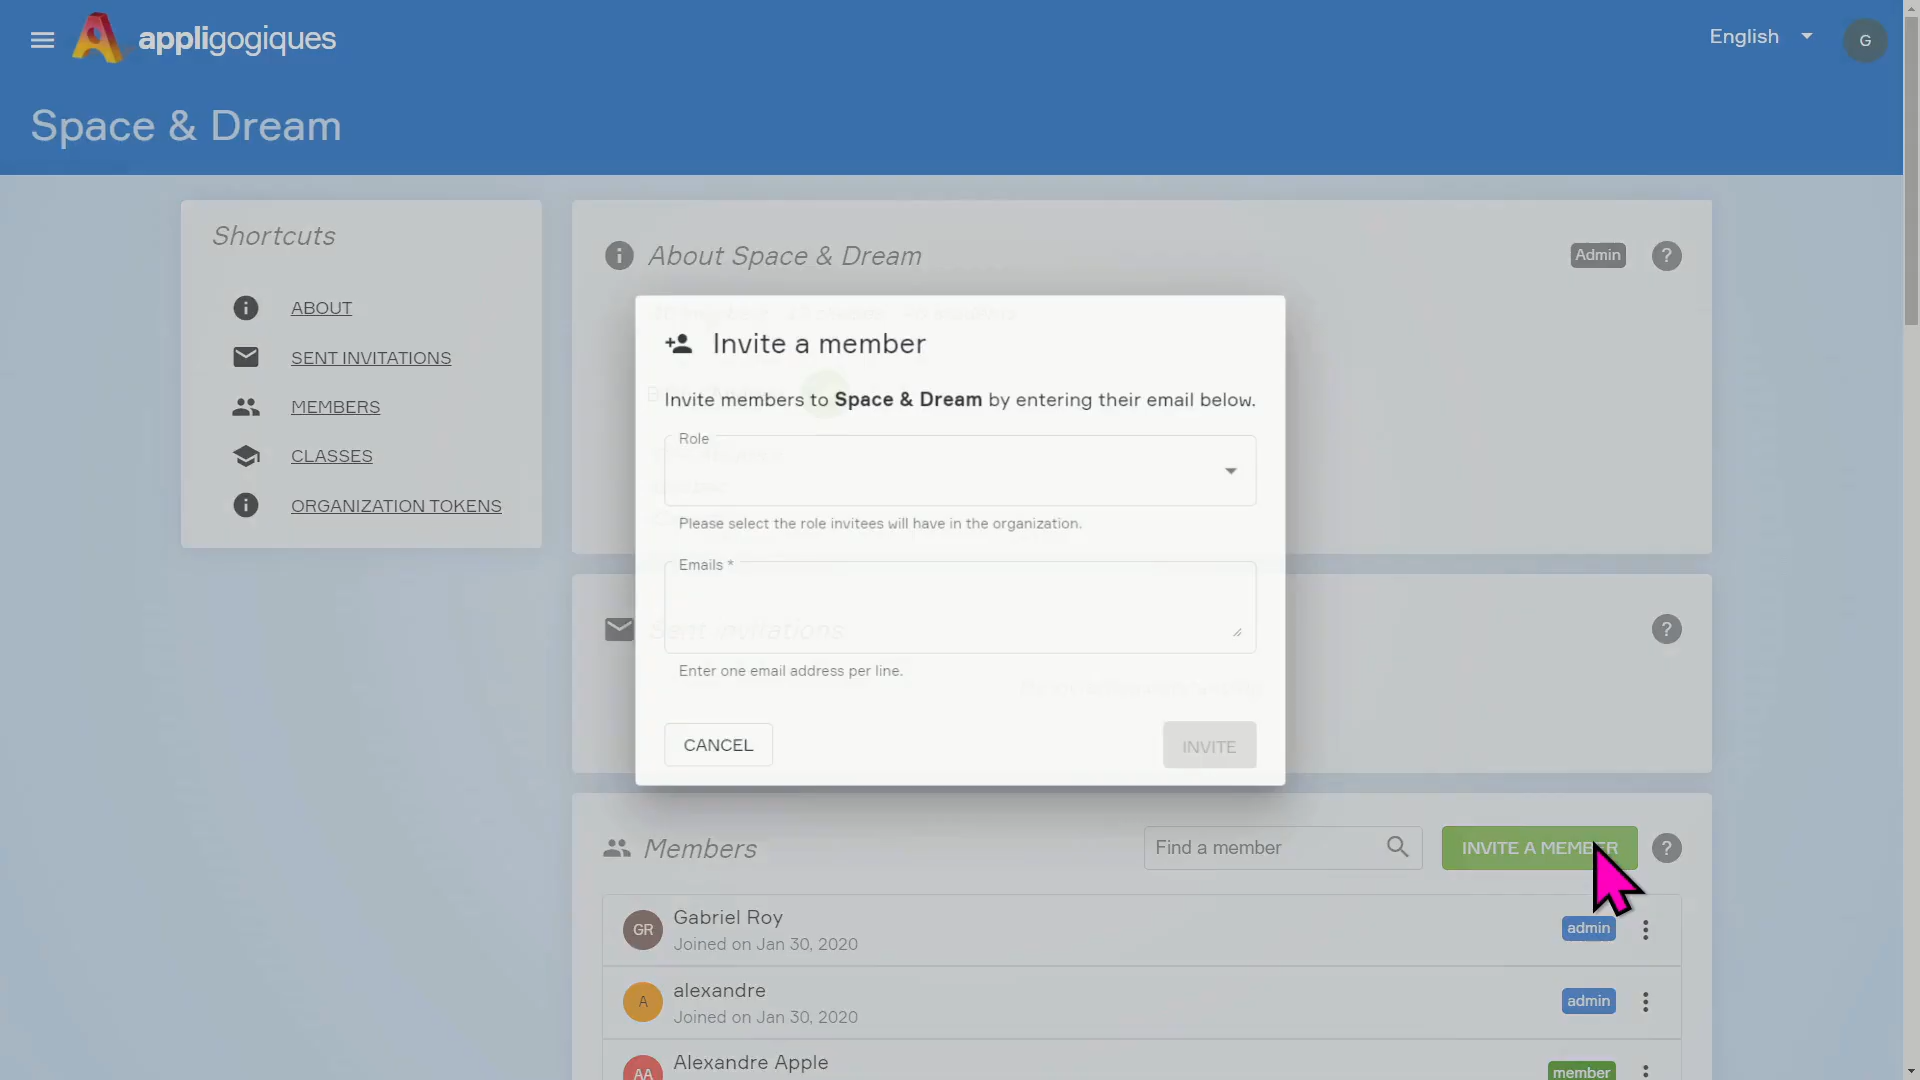 appligogiques
English
G
Space & Dream
Shortcuts
ABOUT
SENT INVITATIONS
MEMBERS
CLASSES
ORGANIZATION TOKENS
About Space & Dream
Admin
?
Invite a member
Invite members to Space & Dream by entering their email below.
Role
Please select the role invitees will have in the organization.
Emails *
Sent invitations
?
Enter one email address per line.
CANCEL
INVITE
Members
Find a member
INVITE A MEMBER
?
GR
Gabriel Roy
Joined on Jan 30, 2020
admin
A
alexandre
Joined on Jan 30, 2020
admin
AA
Alexandre Apple
member